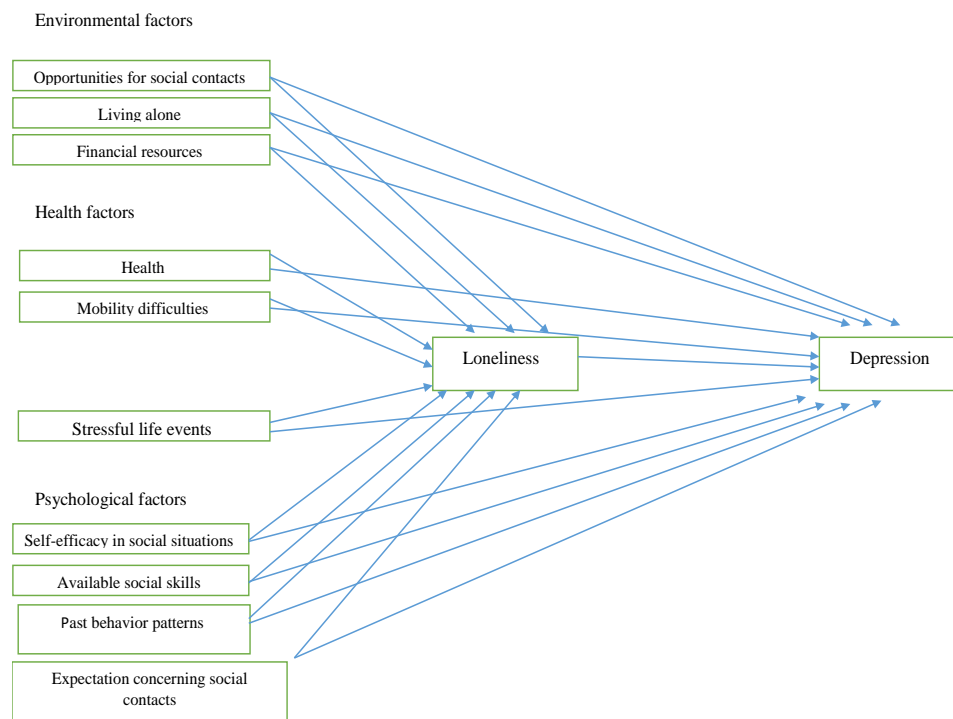 Environmental factors
Opportunities for social contacts
Living alone
Financial resources
Health factors
Health
Mobility difficulties
Loneliness
Depression
Stressful life events
Psychological factors
Self-efficacy in social situations
Available social skills
Past behavior patterns
Expectation concerning social
contacts